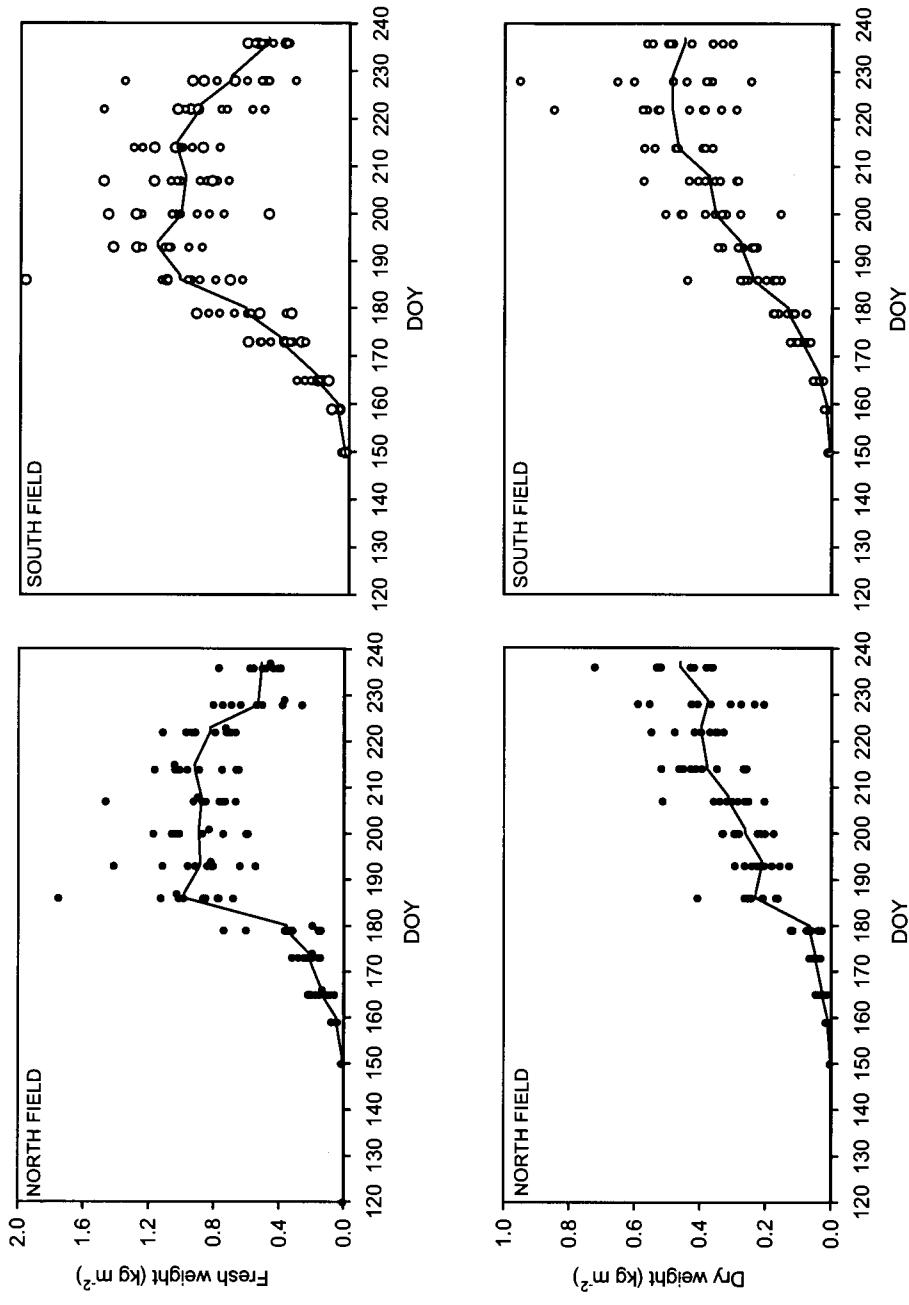 NORTH FIELD
SOUTH FIELD
Fresh weight (kg m⁻²)
2.0
1.6
1.2
0.8
0.4
0.0
120 130 140 150 160 170 180 190 200 210 220 230 240
120 130 140 150 160 170 180 190 200 210 220 230 240
DOY
DOY
NORTH FIELD
SOUTH FIELD
Dry weight (kg m⁻²)
1.0
0.8
0.6
0.4
0.2
0.0
120 130 140 150 160 170 180 190 200 210 220 230 240
120 130 140 150 160 170 180 190 200 210 220 230 240
DOY
DOY